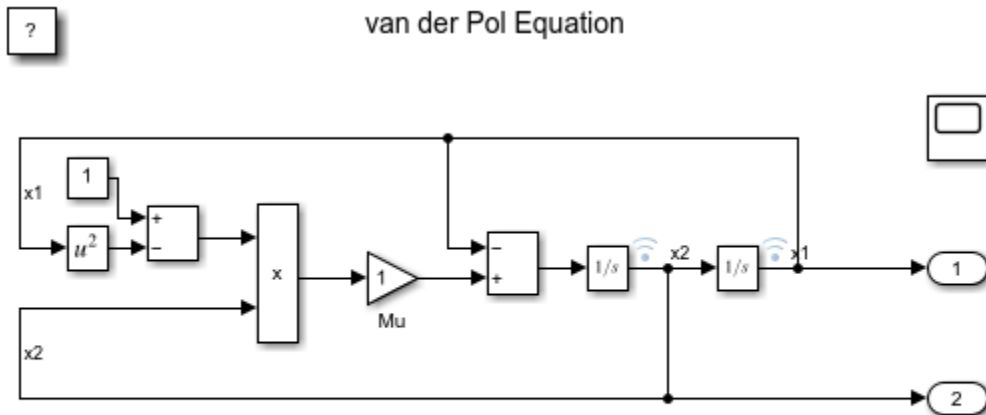 ?
van der Pol Equation
x1
1
+
−
u²
x
1
Mu
−
+
1/s
x2
1/s
x1
1
x2
2